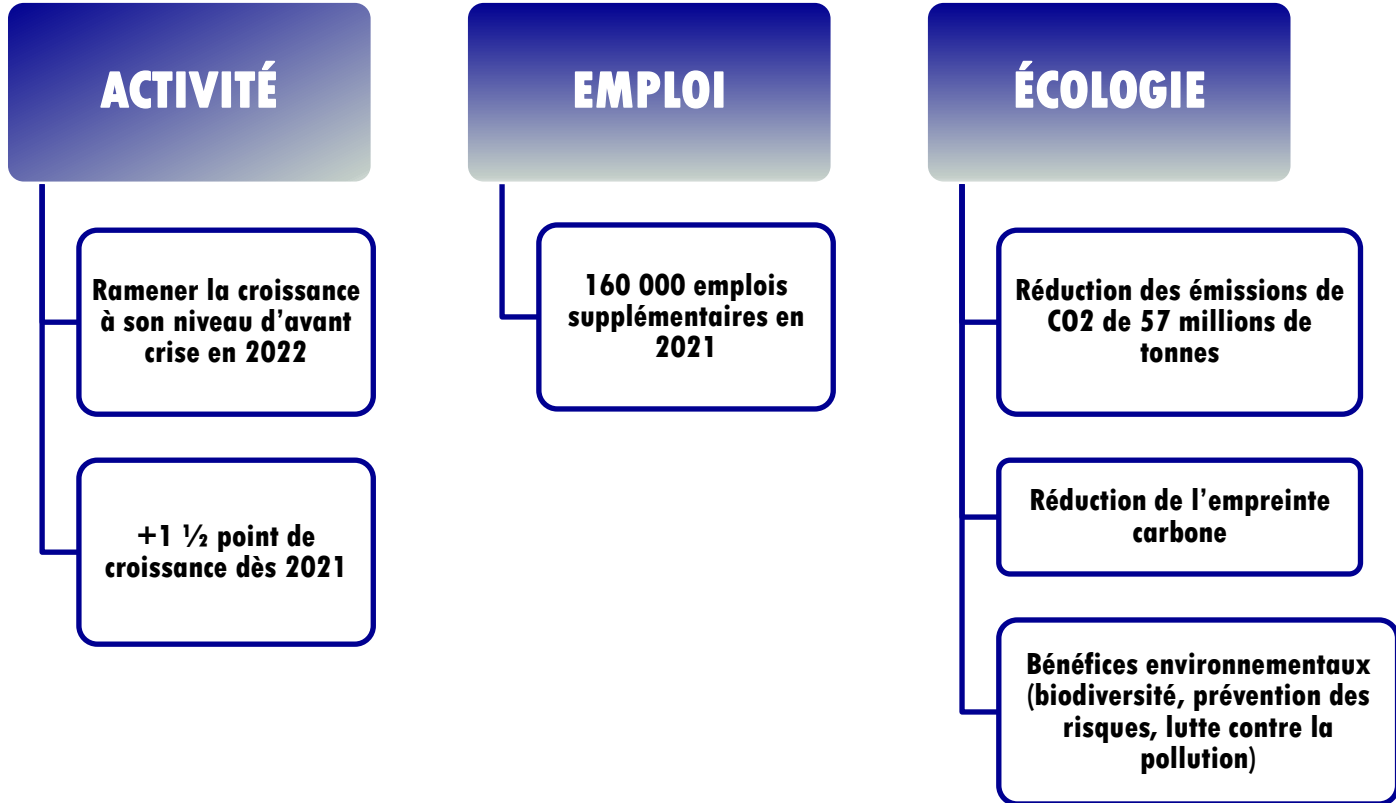 ACTIVITÉ
Ramener la croissance
à son niveau d’avant
crise en 2022
+1 ½ point de
croissance dès 2021
EMPLOI
160 000 emplois
supplémentaires en
2021
ÉCOLOGIE
Réduction des émissions de
CO2 de 57 millions de
tonnes
Réduction de l’empreinte
carbone
Bénéfices environnementaux
(biodiversité, prévention des
risques, lutte contre la
pollution)